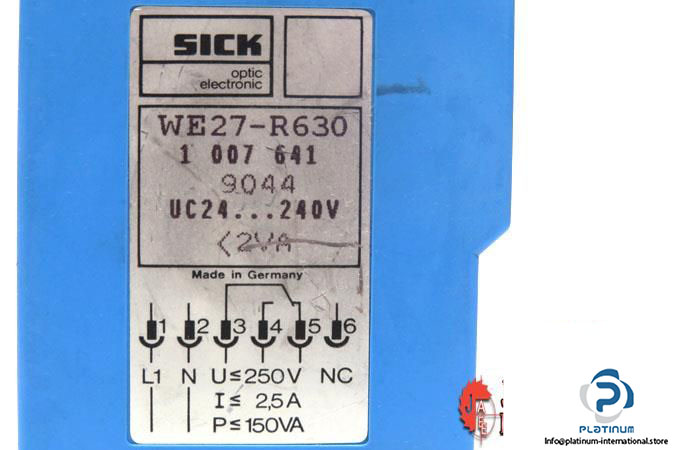 SICK
optic
electronic
WE27-R630
1 007 641
9044
UC24...240V
<2VA
Made in Germany
1 2 3 4 5 6
L1 N U≤250V NC
I≤ 2,5A
P≤150VA
PLATINUM
Info@platinum-international.store